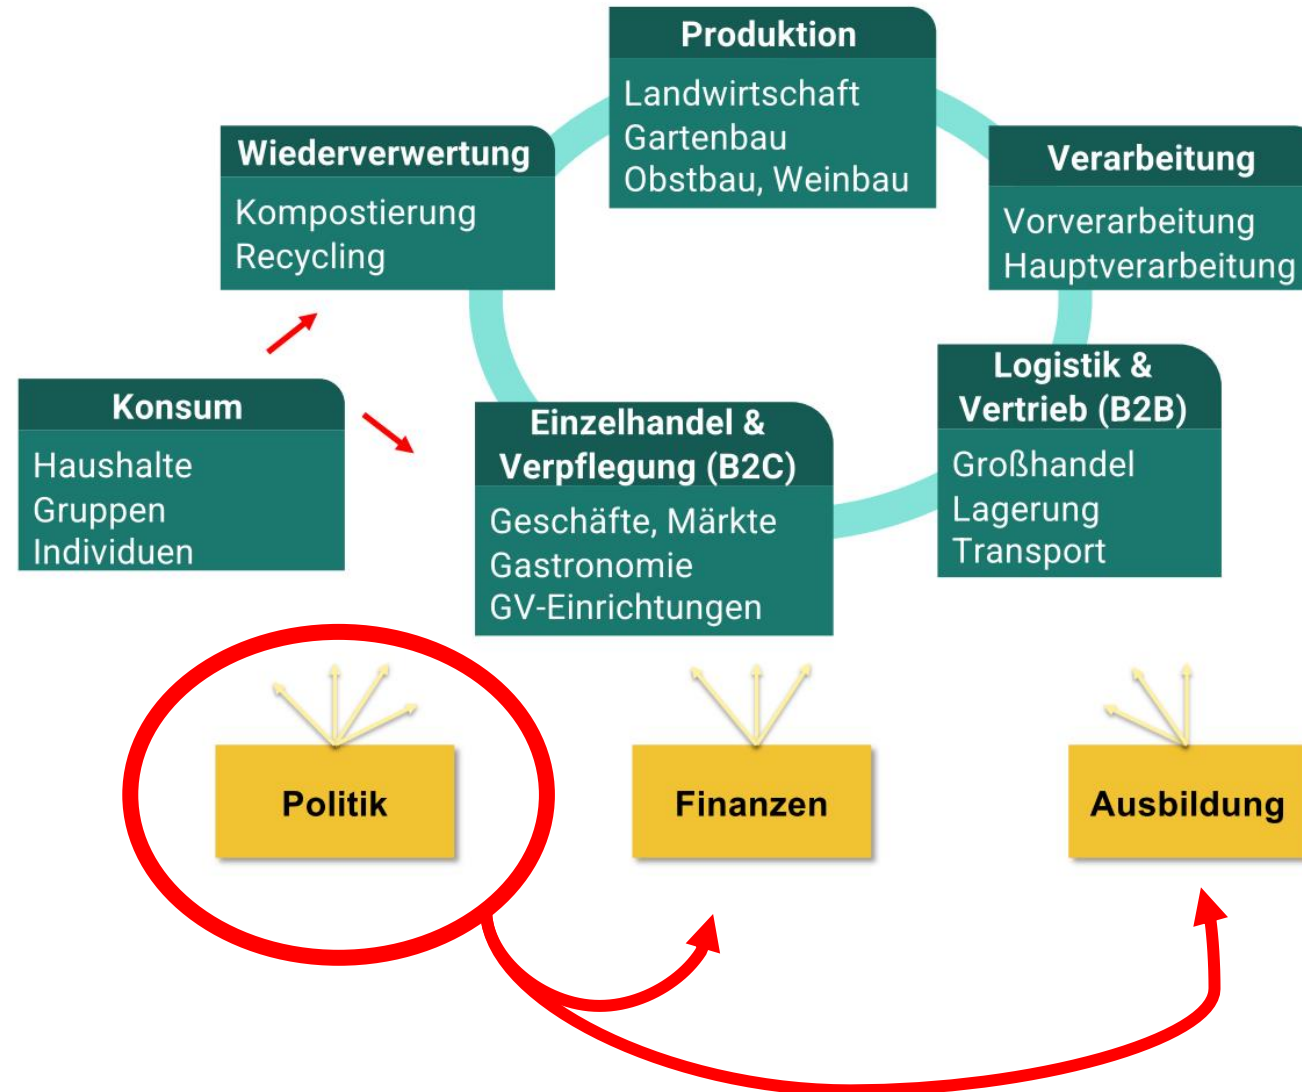 Produktion
Landwirtschaft
Gartenbau
Obstbau, Weinbau
Wiederverwertung
Kompostierung
Recycling
Verarbeitung
Vorverarbeitung
Hauptverarbeitung
Konsum
Haushalte
Gruppen
Individuen
Einzelhandel &
Verpflegung (B2C)
Geschäfte, Märkte
Gastronomie
GV-Einrichtungen
Logistik &
Vertrieb (B2B)
Großhandel
Lagerung
Transport
Politik
Finanzen
Ausbildung